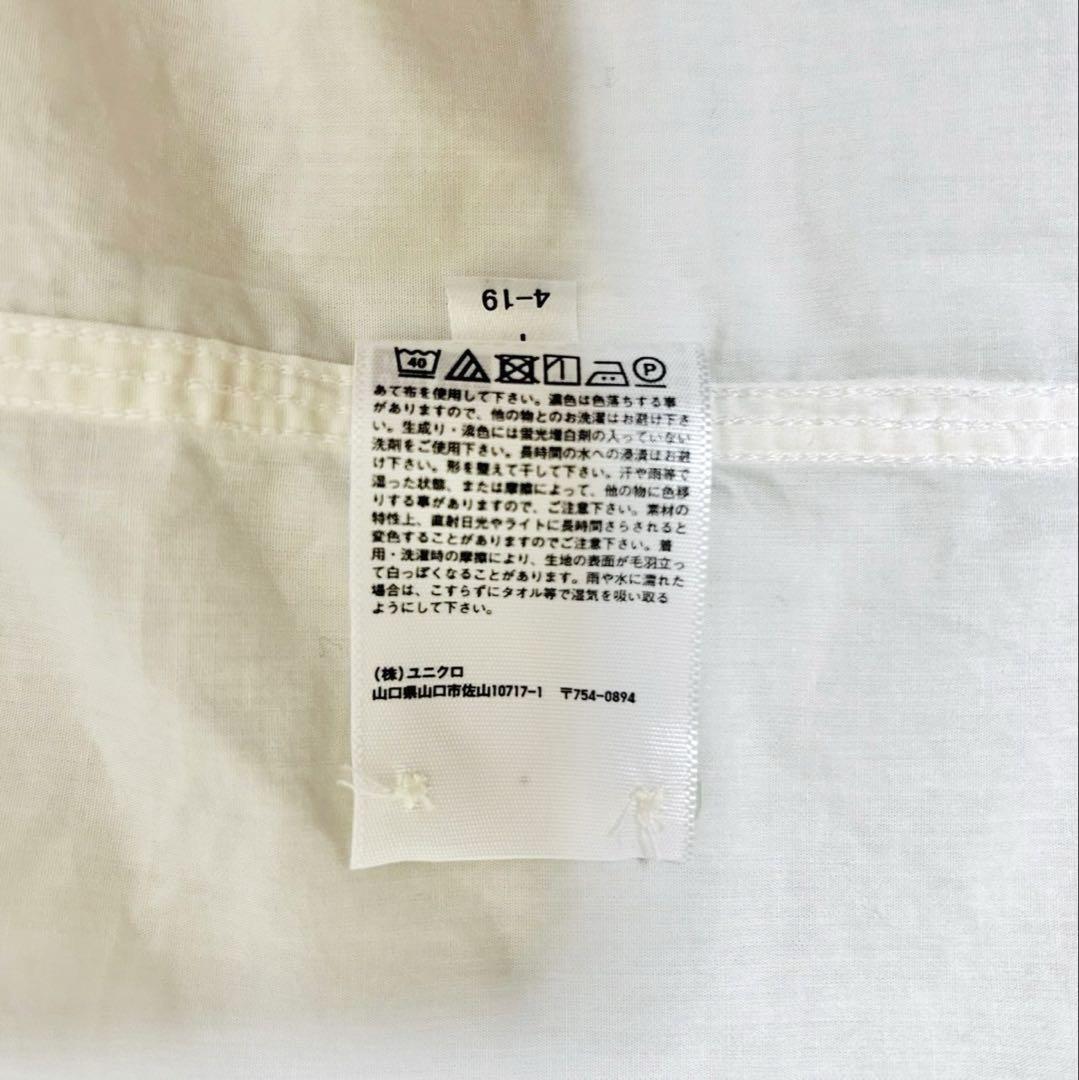 4-19
40
P
あて布を使用して下さい。濃色は色落ちする事
がありますので、他の物とのお洗濯はお避け下さ
い。生成り・淡色には蛍光増白剤の入っていない
洗剤をご使用下さい。長時間の水への浸漬はお避
け下さい。形を整えて干して下さい。汗や雨等で
湿った状態、または摩擦によって、他の物に色移
りする事がありますので、ご注意下さい。素材の
特性上、直射日光やライトに長時間さらされると
変色することがありますのでご注意下さい。着
用・洗濯時の摩擦により、生地の表面が毛羽立っ
て白っぽくなることがあります。雨や水に濡れた
場合は、こすらずにタオル等で湿気を吸い取る
ようにして下さい。
(株)ユニクロ
山口県山口市佐山10717-1 〒754-0894